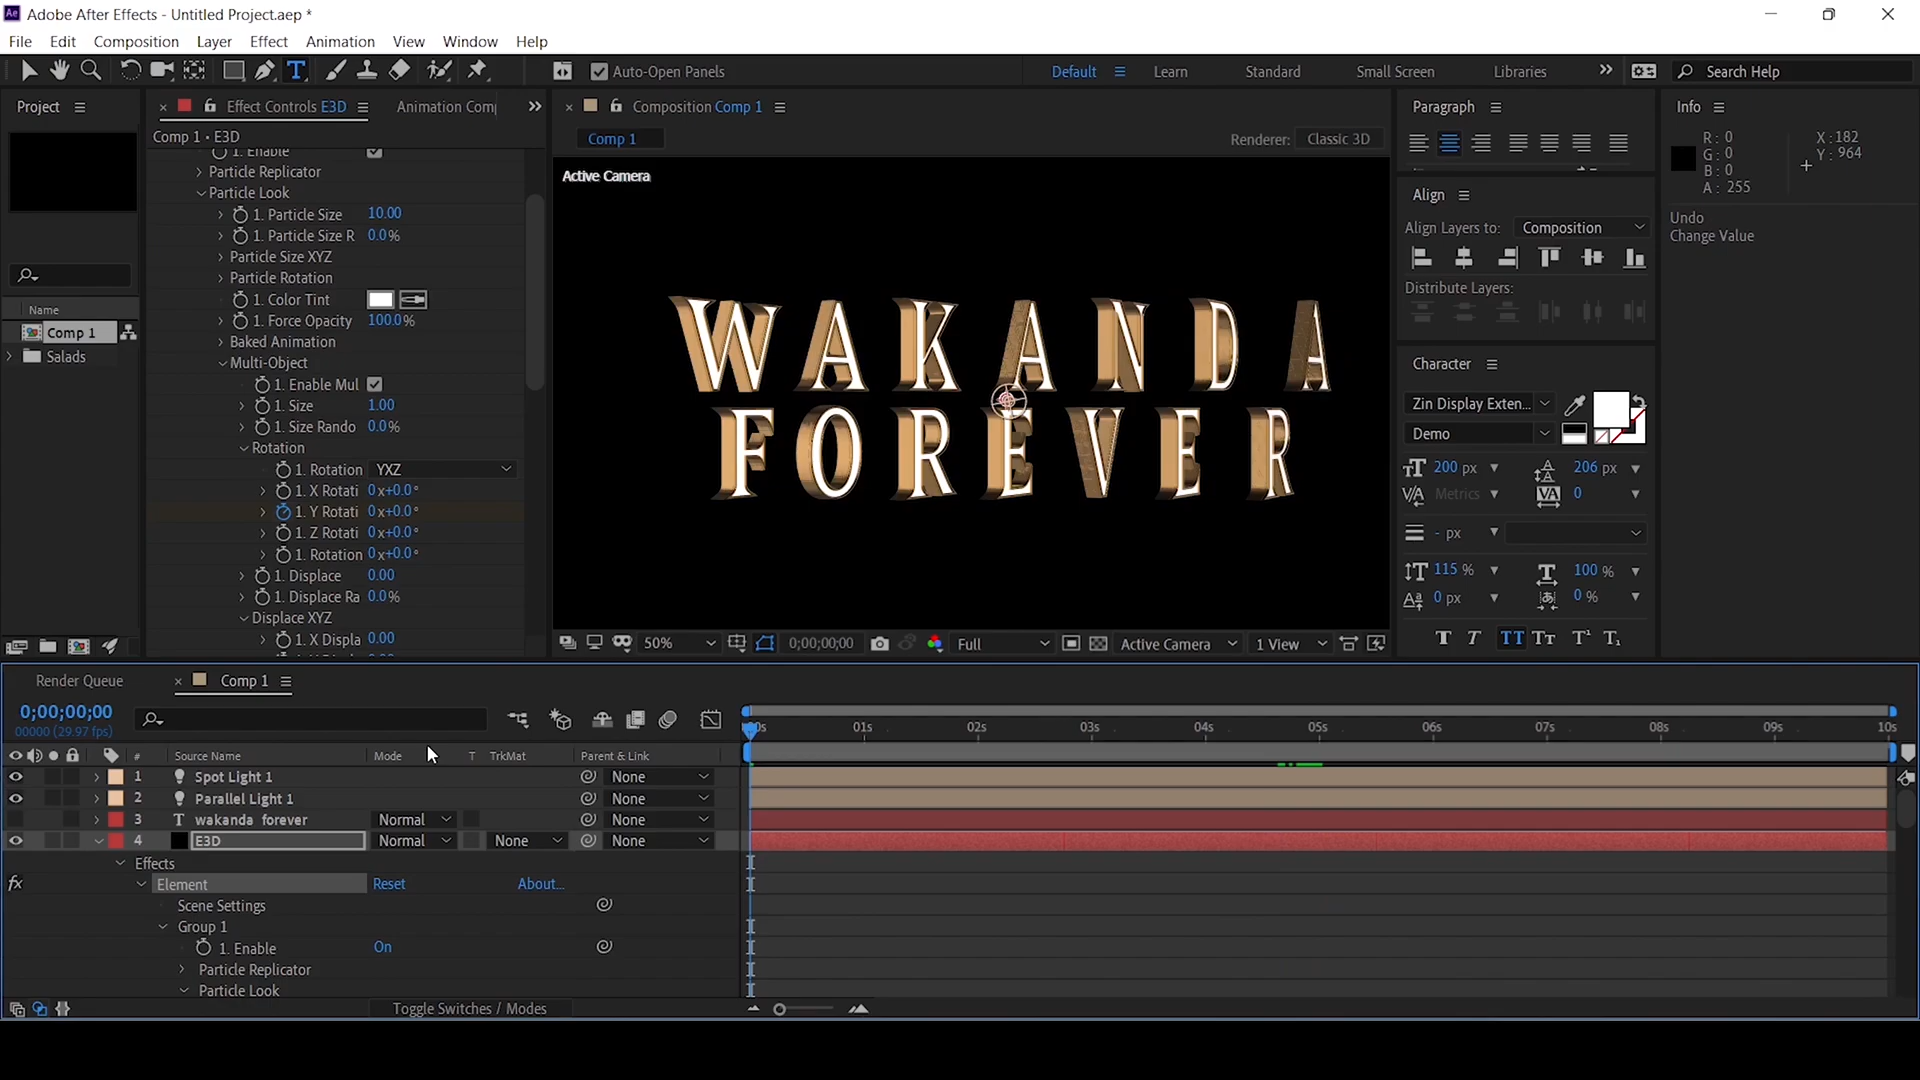 Adobe After Effects - Untitled Project.aep *
File Edit Composition Layer Effect Animation View Window Help
Auto-Open Panels
Default Learn Standard Small Screen Libraries
Search Help
Project
Effect Controls E3D
Animation Com
Composition Comp 1
Paragraph
Info
Comp 1 • E3D
Comp 1
Renderer: Classic 3D
R: 0
G: 0
B: 0
A: 255
X:182
Y: 964
1. Enable
Particle Replicator
Particle Look
1. Particle Size 10.00
1. Particle Size R 0.0%
Particle Size XYZ
Particle Rotation
1. Color Tint
1. Force Opacity 100.0%
Baked Animation
Multi-Object
1. Enable Mul
1. Size 1.00
1. Size Rando 0.0%
Rotation
1. Rotation YXZ
1. X Rotati 0x+0.0°
1. Y Rotati 0x+0.0°
1. Z Rotati 0x+0.0°
1. Rotation 0x+0.0°
1. Displace 0.00
1. Displace Ra 0.0%
Displace XYZ
1. X Displa 0.00
Name
Comp 1
Salads
Active Camera
WAKANDA
FOREVER
50% 0;00;00;00 Full Active Camera 1 View
Align
Align Layers to: Composition
Distribute Layers:
Undo
Change Value
Character
Zin Display Exten...
Demo
200 px 206 px
Metrics 0
- px
115 % 100 %
0 px 0 %
T T TT Tт T¹ T₁
Render Queue Comp 1
0;00;00;00
00000 (29.97 fps)
# Source Name Mode T TrkMat Parent & Link
1 Spot Light 1 None
2 Parallel Light 1 None
3 T wakanda forever Normal None
4 E3D Normal None None
Effects
fx Element Reset About...
Scene Settings
Group 1
1. Enable On
Particle Replicator
Particle Look
Toggle Switches / Modes
0s 01s 02s 03s 04s 05s 06s 07s 08s 09s 10s